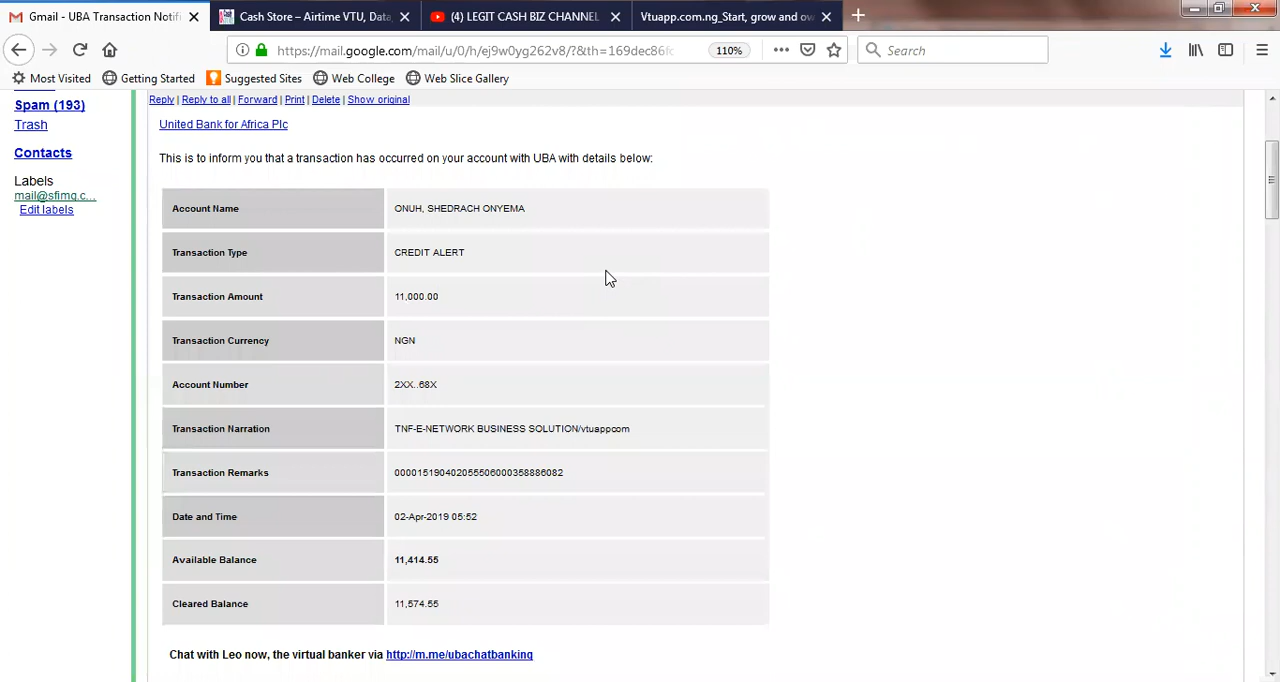 Gmail - UBA Transaction Notifi
Cash Store – Airtime VTU, Data,
(4) LEGIT CASH BIZ CHANNEL
Vtuapp.com.ng_Start, grow and ow
https://mail.google.com/mail/u/0/h/ej9w0yg262v8/?&th=169dec86fc
110%
Search
Most Visited
Getting Started
Suggested Sites
Web College
Web Slice Gallery
Spam (193)
Trash
Contacts
Labels
mail@sfimg.c...
Edit labels
Reply | Reply to all | Forward | Print | Delete | Show original
United Bank for Africa Plc
This is to inform you that a transaction has occurred on your account with UBA with details below:
Account Name ONUH, SHEDRACH ONYEMA
Transaction Type CREDIT ALERT
Transaction Amount 11,000.00
Transaction Currency NGN
Account Number 2XX..68X
Transaction Narration TNF-E-NETWORK BUSINESS SOLUTION/vtuappcom
Transaction Remarks 000015190402055506000358886082
Date and Time 02-Apr-2019 05:52
Available Balance 11,414.55
Cleared Balance 11,574.55
Chat with Leo now, the virtual banker via http://m.me/ubachatbanking